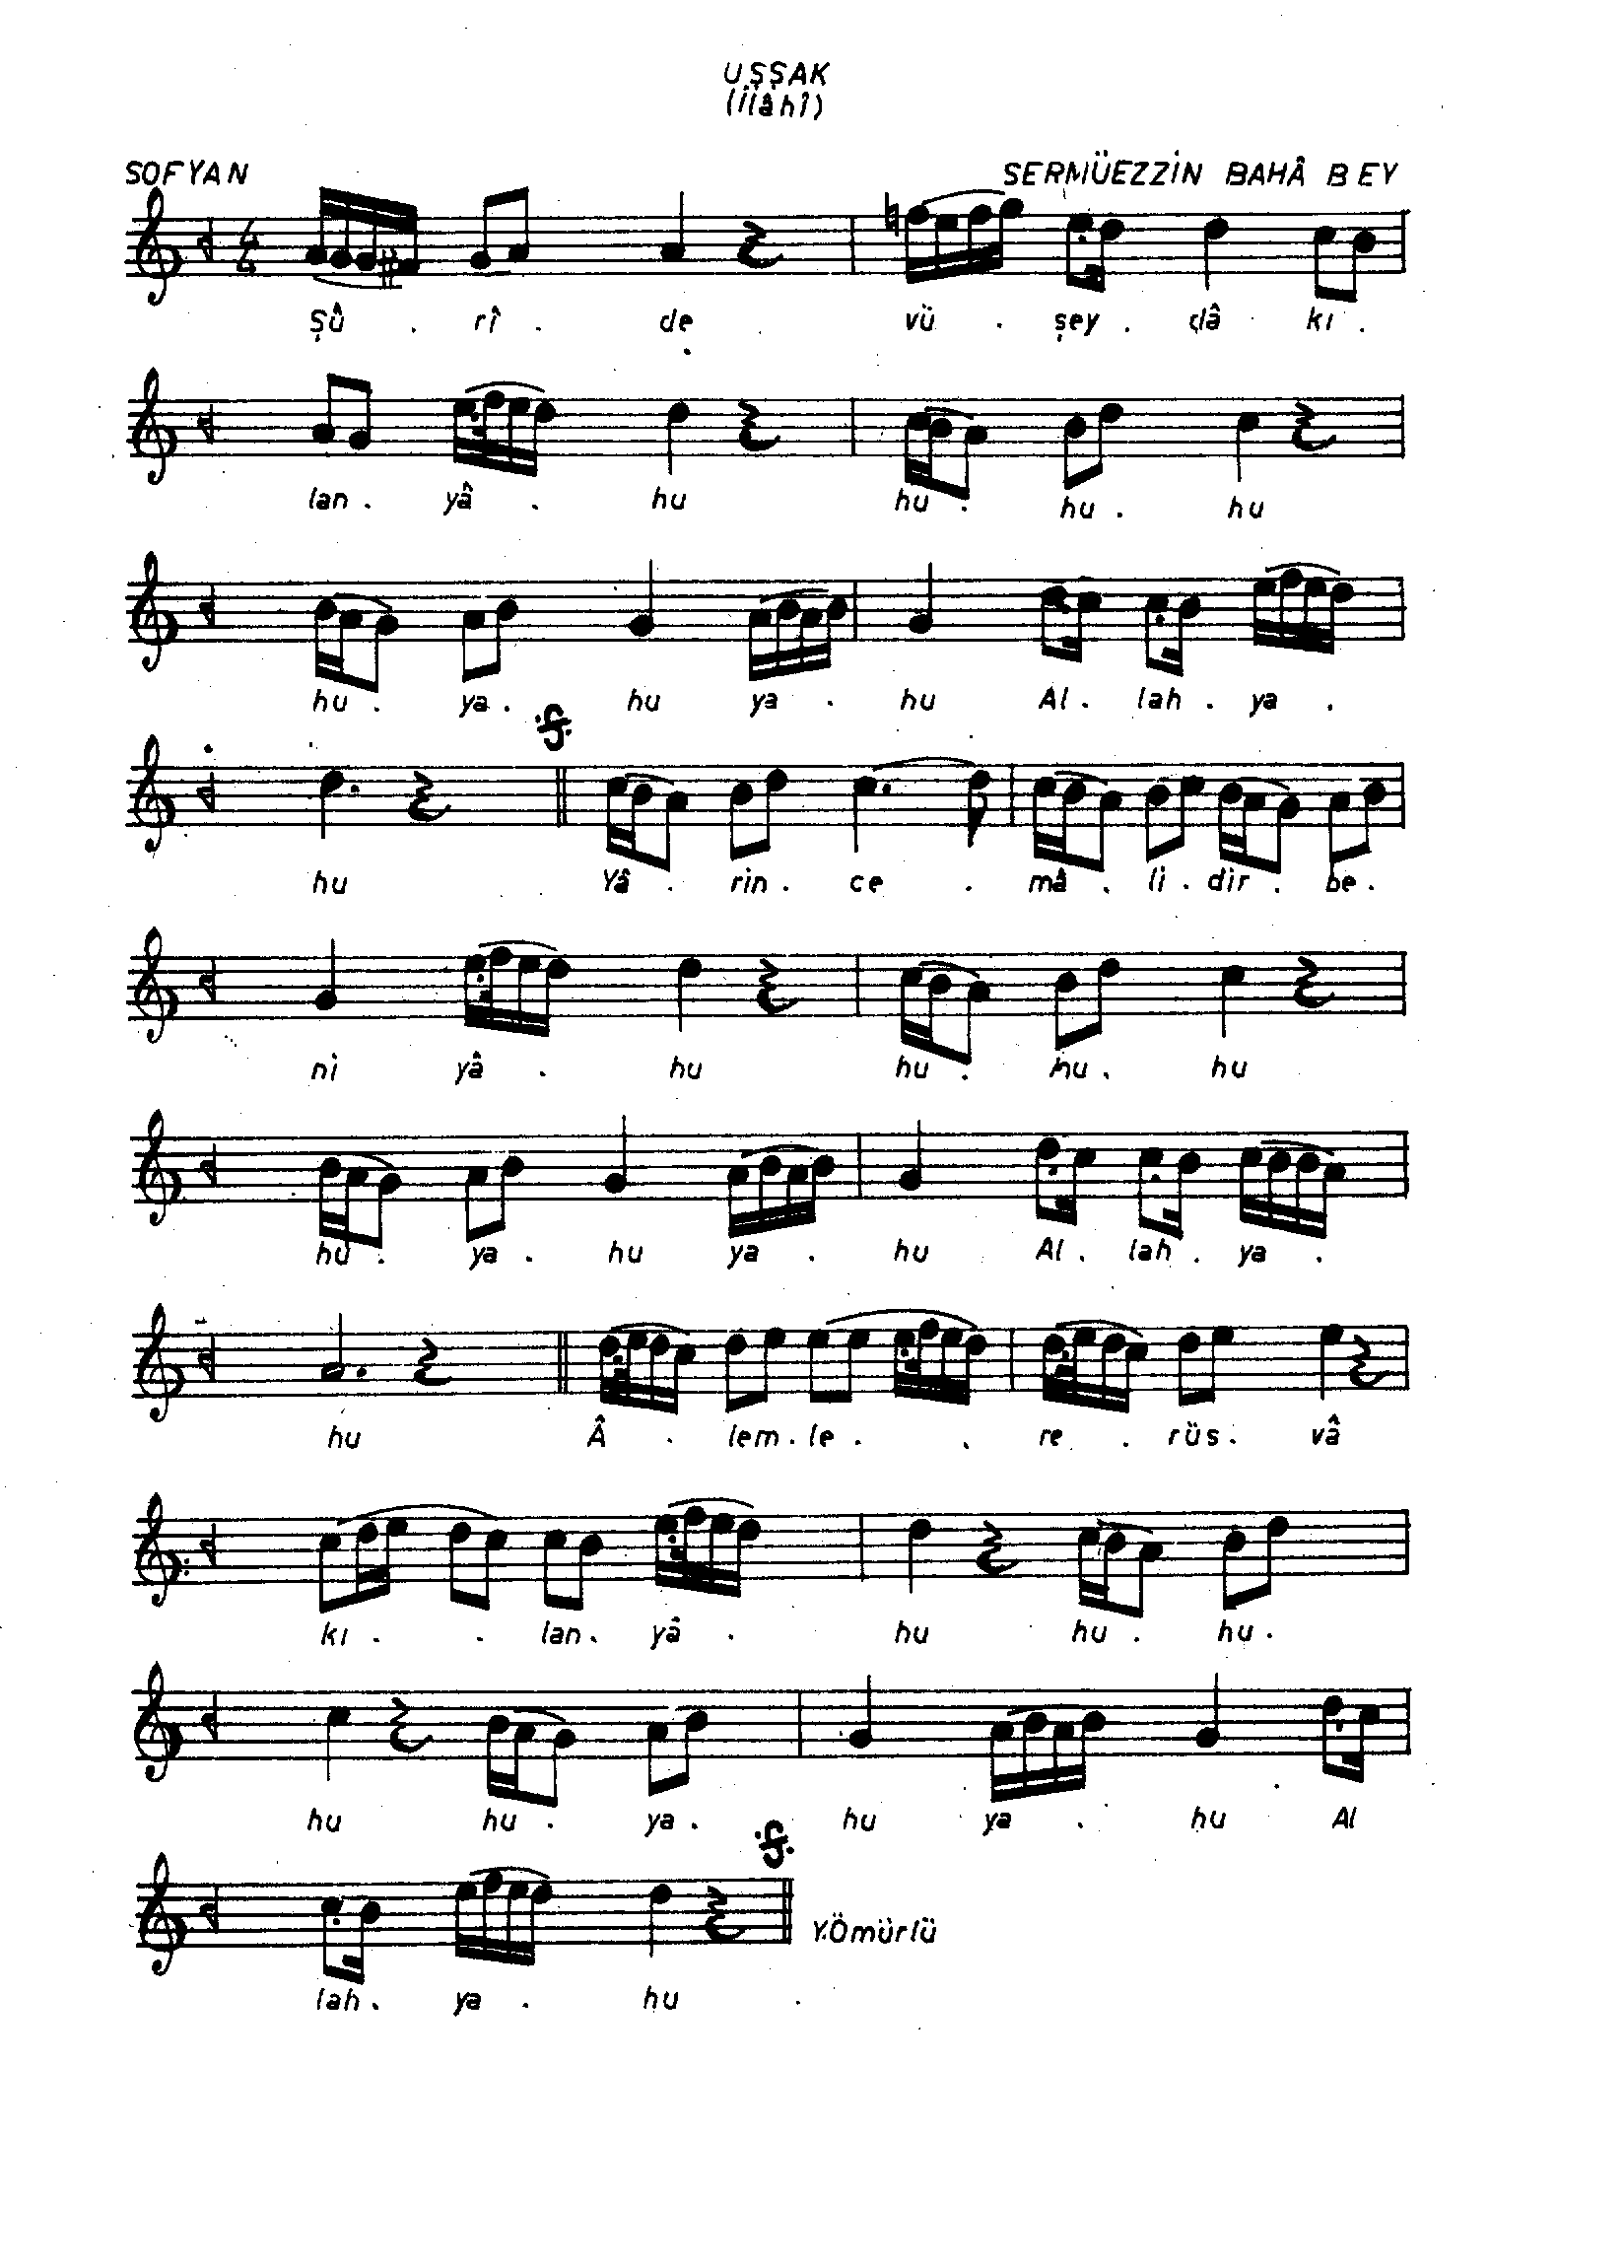 UŞŞAK
(İlâhî)
SOFYAN
SERMÜEZZİN BAHÂ BEY
4
4
Şû . rî . de vü . şey . dâ kı .
lan . yâ . hu hu . hu . hu
hu . ya . hu ya . hu Al . lah . ya .
hu Yâ . rin . ce . mâ . li . dir . be .
ni yâ . hu hu . hu . hu
hu . ya . hu ya . hu Al . lah . ya .
hu Â . lem . le . . re . rüs . vâ
kı . . lan . yâ . hu hu . hu .
hu hu . ya . hu ya . hu Al
Y.Ömürlü
lah . ya . hu